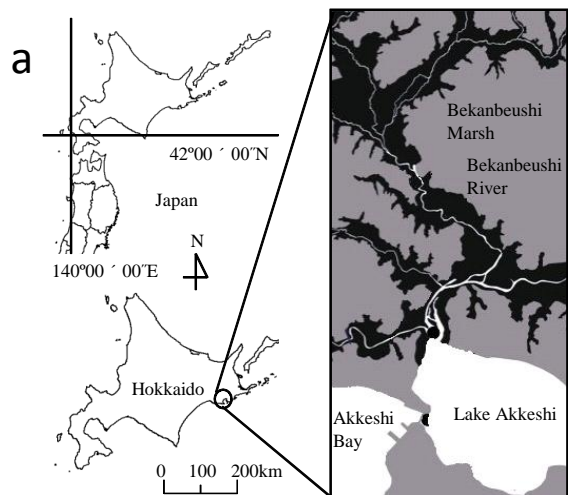 a
42º00 ´ 00˝N
Japan
N
140º00 ´ 00˝E
Hokkaido
0 100 200km
Bekanbeushi
Marsh
Bekanbeushi
River
Akkeshi
Bay
Lake Akkeshi